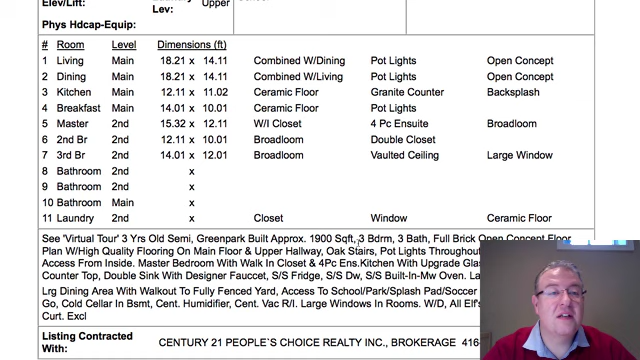 Elev/Lift:
Lev: Upper
Phys Hdcap-Equip:
# Room Level Dimensions (ft)
1 Living Main 18.21 x 14.11 Combined W/Dining Pot Lights Open Concept
2 Dining Main 18.21 x 14.11 Combined W/Living Pot Lights Open Concept
3 Kitchen Main 12.11 x 11.02 Ceramic Floor Granite Counter Backsplash
4 Breakfast Main 14.01 x 10.01 Ceramic Floor Pot Lights
5 Master 2nd 15.32 x 12.11 W/I Closet 4 Pc Ensuite Broadloom
6 2nd Br 2nd 12.11 x 10.01 Broadloom Double Closet
7 3rd Br 2nd 14.01 x 12.01 Broadloom Vaulted Ceiling Large Window
8 Bathroom 2nd x
9 Bathroom 2nd x
10 Bathroom Main x
11 Laundry 2nd x Closet Window Ceramic Floor
See 'Virtual Tour' 3 Yrs Old Semi, Greenpark Built Approx. 1900 Sqft, 3 Bdrm, 3 Bath, Full Brick Open Concept Floor
Plan W/High Quality Flooring On Main Floor & Upper Hallway, Oak Stairs, Pot Lights Throughout
Access From Inside. Master Bedroom With Walk In Closet & 4Pc Ens.Kitchen With Upgrade
Counter Top, Double Sink With Designer Faucet, S/S Fridge, S/S Dw, S/S Built-In-Mw Oven.
Lrg Dining Area With Walkout To Fully Fenced Yard, Access To School/Park/Splash Pad/Soccer
Go, Cold Cellar In Bsmt, Cent. Humidifier, Cent. Vac R/I. Large Windows In Rooms. W/D, All Elf's
Curt. Excl
Listing Contracted
With: CENTURY 21 PEOPLE`S CHOICE REALTY INC., BROKERAGE 416-